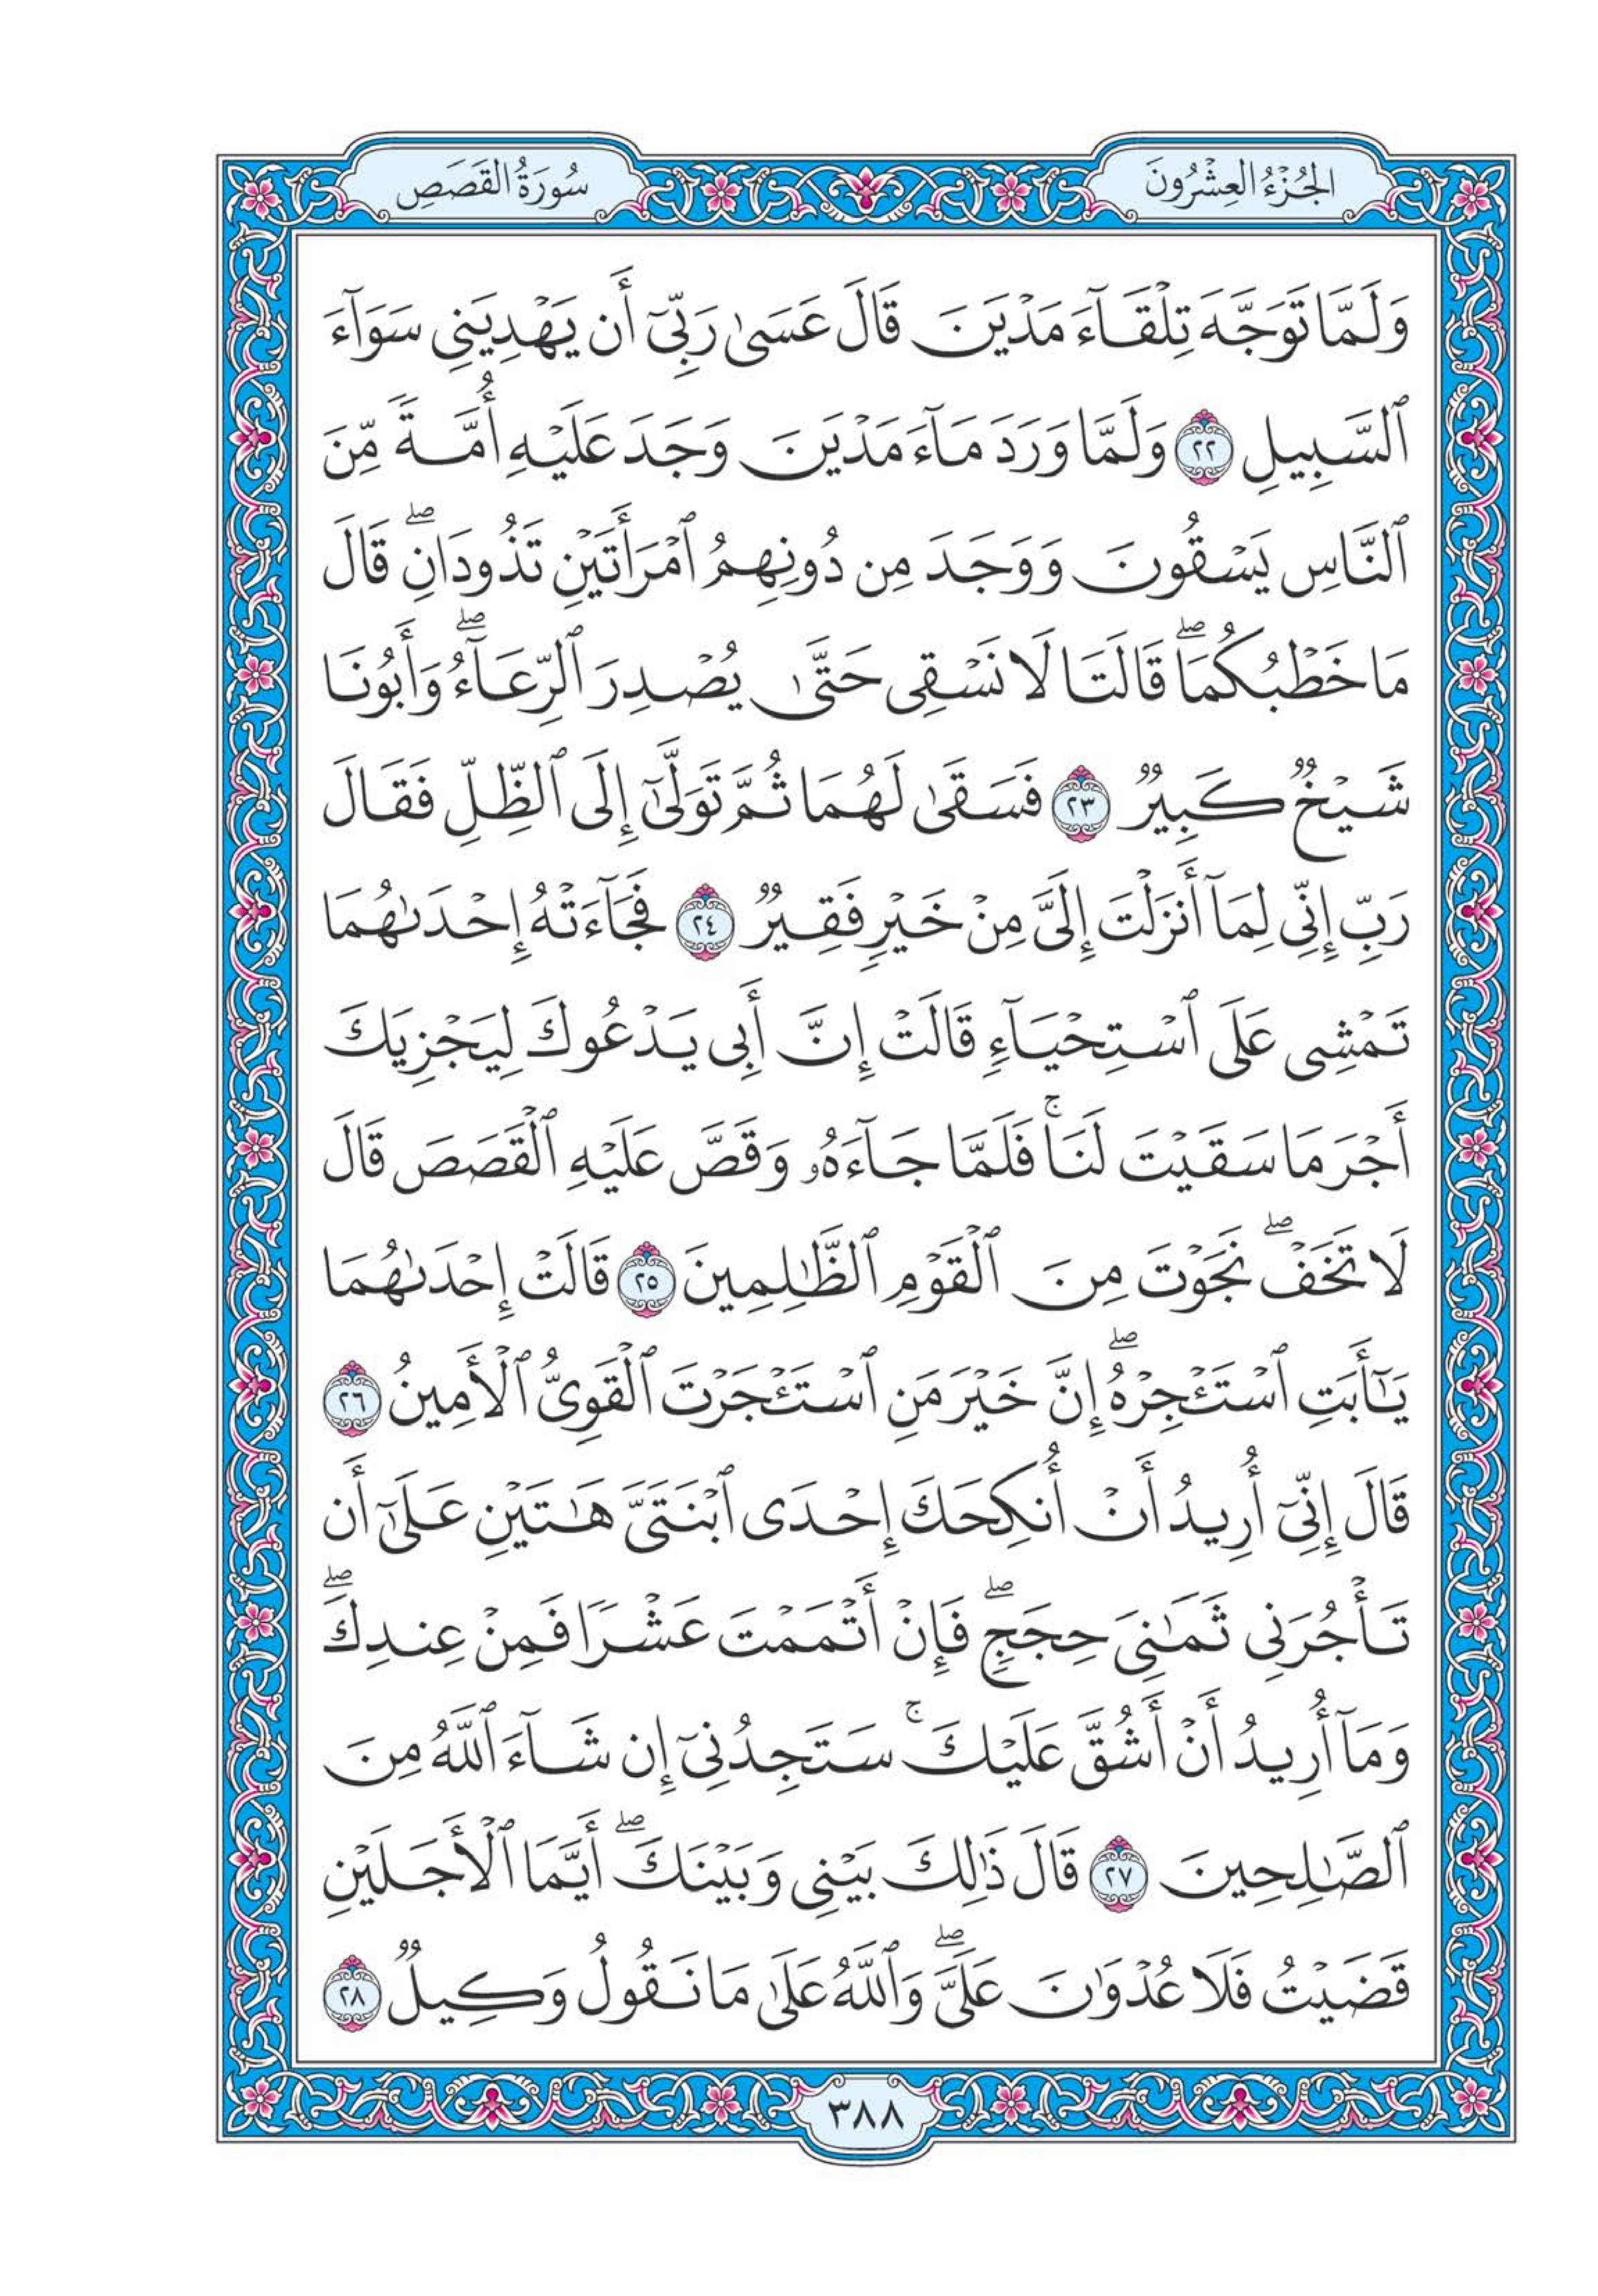 الجُزْءُ العِشْرُونَ
سُورَةُ القَصَصِ
وَلَمَّا تَوَجَّهَ تِلْقَآءَ مَدْيَنَ قَالَ عَسَىٰ رَبِّىٓ أَن يَهْدِيَنِى سَوَآءَ
ٱلسَّبِيلِ ٢٢ وَلَمَّا وَرَدَ مَآءَ مَدْيَنَ وَجَدَ عَلَيْهِ أُمَّةً مِّنَ
ٱلنَّاسِ يَسْقُونَ وَوَجَدَ مِن دُونِهِمُ ٱمْرَأَتَيْنِ تَذُودَانِۖ قَالَ
مَا خَطْبُكُمَاۖ قَالَتَا لَا نَسْقِى حَتَّىٰ يُصْدِرَ ٱلرِّعَآءُۖ وَأَبُونَا
شَيْخٌ كَبِيرٌ ٢٣ فَسَقَىٰ لَهُمَا ثُمَّ تَوَلَّىٰٓ إِلَى ٱلظِّلِّ فَقَالَ
رَبِّ إِنِّى لِمَآ أَنزَلْتَ إِلَىَّ مِنْ خَيْرٍ فَقِيرٌ ٢٤ فَجَآءَتْهُ إِحْدَىٰهُمَا
تَمْشِى عَلَى ٱسْتِحْيَآءٍ قَالَتْ إِنَّ أَبِى يَدْعُوكَ لِيَجْزِيَكَ
أَجْرَ مَا سَقَيْتَ لَنَاۚ فَلَمَّا جَآءَهُۥ وَقَصَّ عَلَيْهِ ٱلْقَصَصَ قَالَ
لَا تَخَفْۖ نَجَوْتَ مِنَ ٱلْقَوْمِ ٱلظَّٰلِمِينَ ٢٥ قَالَتْ إِحْدَىٰهُمَا
يَٰٓأَبَتِ ٱسْتَـْٔجِرْهُۖ إِنَّ خَيْرَ مَنِ ٱسْتَـْٔجَرْتَ ٱلْقَوِىُّ ٱلْأَمِينُ ٢٦
قَالَ إِنِّىٓ أُرِيدُ أَنْ أُنكِحَكَ إِحْدَى ٱبْنَتَىَّ هَٰتَيْنِ عَلَىٰٓ أَن
تَأْجُرَنِى ثَمَٰنِىَ حِجَجٍۖ فَإِنْ أَتْمَمْتَ عَشْرًا فَمِنْ عِندِكَۖ
وَمَآ أُرِيدُ أَنْ أَشُقَّ عَلَيْكَۚ سَتَجِدُنِىٓ إِن شَآءَ ٱللَّهُ مِنَ
ٱلصَّٰلِحِينَ ٢٧ قَالَ ذَٰلِكَ بَيْنِى وَبَيْنَكَۖ أَيَّمَا ٱلْأَجَلَيْنِ
قَضَيْتُ فَلَا عُدْوَٰنَ عَلَىَّۖ وَٱللَّهُ عَلَىٰ مَا نَقُولُ وَكِيلٌ ٢٨
٣٨٨